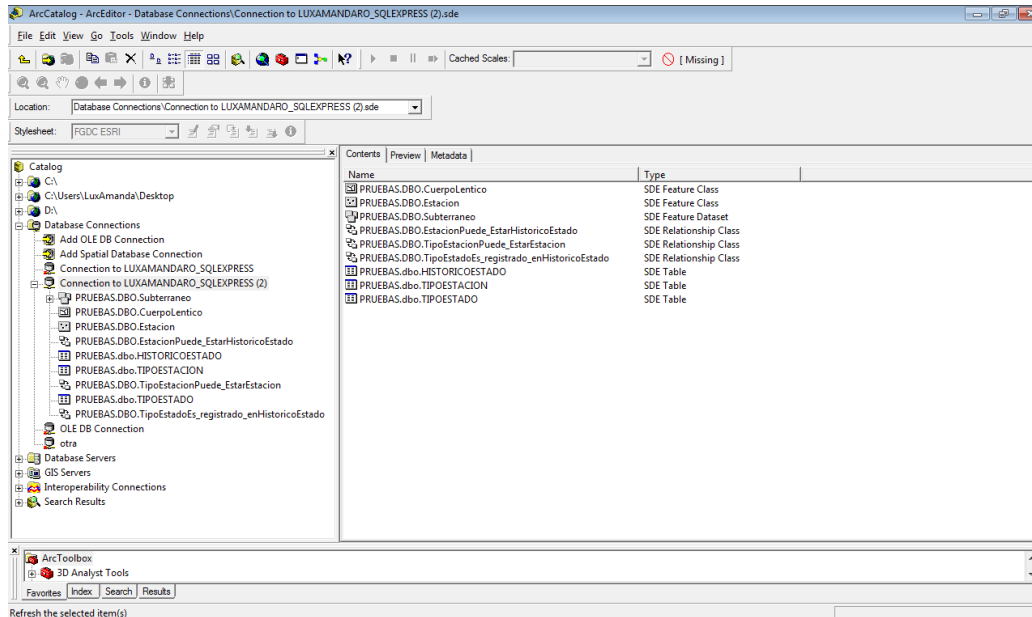 ArcCatalog - ArcEditor - Database Connections\Connection to LUXAMANDARO_SQLEXPRESS (2).sde
File Edit View Go Tools Window Help
Cached Scales: [ Missing ]
Location: Database Connections\Connection to LUXAMANDARO_SQLEXPRESS (2).sde
Stylesheet: FGDC ESRI
Catalog
C:\
C:\Users\LuxAmanda\Desktop
D:\
Database Connections
Add OLE DB Connection
Add Spatial Database Connection
Connection to LUXAMANDARO_SQLEXPRESS
Connection to LUXAMANDARO_SQLEXPRESS (2)
PRUEBAS.DBO.Subterraneo
PRUEBAS.DBO.CuerpoLentico
PRUEBAS.DBO.Estacion
PRUEBAS.DBO.EstacionPuede_EstarHistoricoEstado
PRUEBAS.dbo.HISTORICOESTADO
PRUEBAS.dbo.TIPOESTACION
PRUEBAS.DBO.TipoEstacionPuede_EstarEstacion
PRUEBAS.dbo.TIPOESTADO
PRUEBAS.DBO.TipoEstadoEs_registrado_enHistoricoEstado
OLE DB Connection
otra
Database Servers
GIS Servers
Interoperability Connections
Search Results
Contents Preview Metadata
Name Type
PRUEBAS.DBO.CuerpoLentico SDE Feature Class
PRUEBAS.DBO.Estacion SDE Feature Class
PRUEBAS.DBO.Subterraneo SDE Feature Dataset
PRUEBAS.DBO.EstacionPuede_EstarHistoricoEstado SDE Relationship Class
PRUEBAS.DBO.TipoEstacionPuede_EstarEstacion SDE Relationship Class
PRUEBAS.DBO.TipoEstadoEs_registrado_enHistoricoEstado SDE Relationship Class
PRUEBAS.dbo.HISTORICOESTADO SDE Table
PRUEBAS.dbo.TIPOESTACION SDE Table
PRUEBAS.dbo.TIPOESTADO SDE Table
ArcToolbox
3D Analyst Tools
Favorites Index Search Results
Refresh the selected item(s)